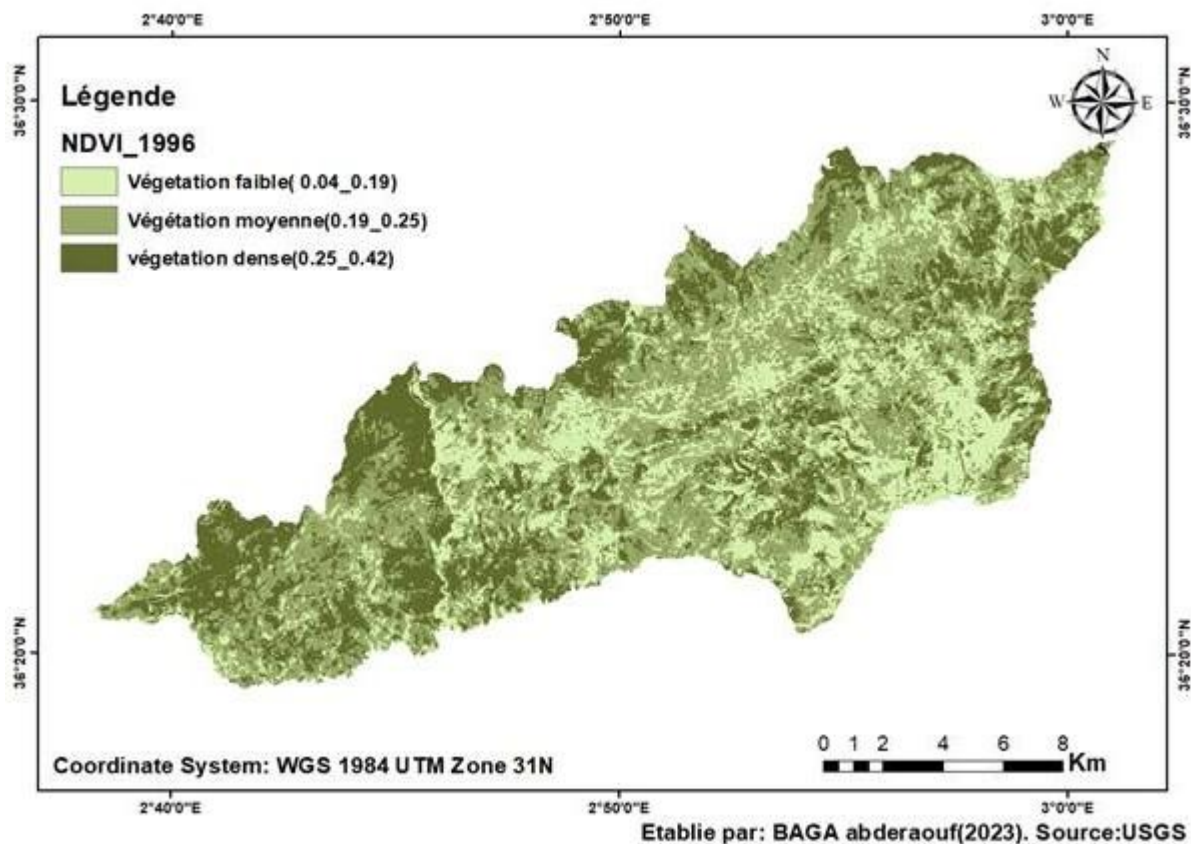 2°40'0"E 2°50'0"E 3°0'0"E
36°30'0"N
36°30'0"N
N
W E
S
Légende
NDVI_1996
Végetation faible( 0.04_0.19)
Végétation moyenne(0.19_0.25)
végetation dense(0.25_0.42)
36°20'0"N
36°20'0"N
0 1 2 4 6 8
Km
Coordinate System: WGS 1984 UTM Zone 31N
2°40'0"E 2°50'0"E 3°0'0"E
Etablie par: BAGA abderaouf(2023). Source:USGS